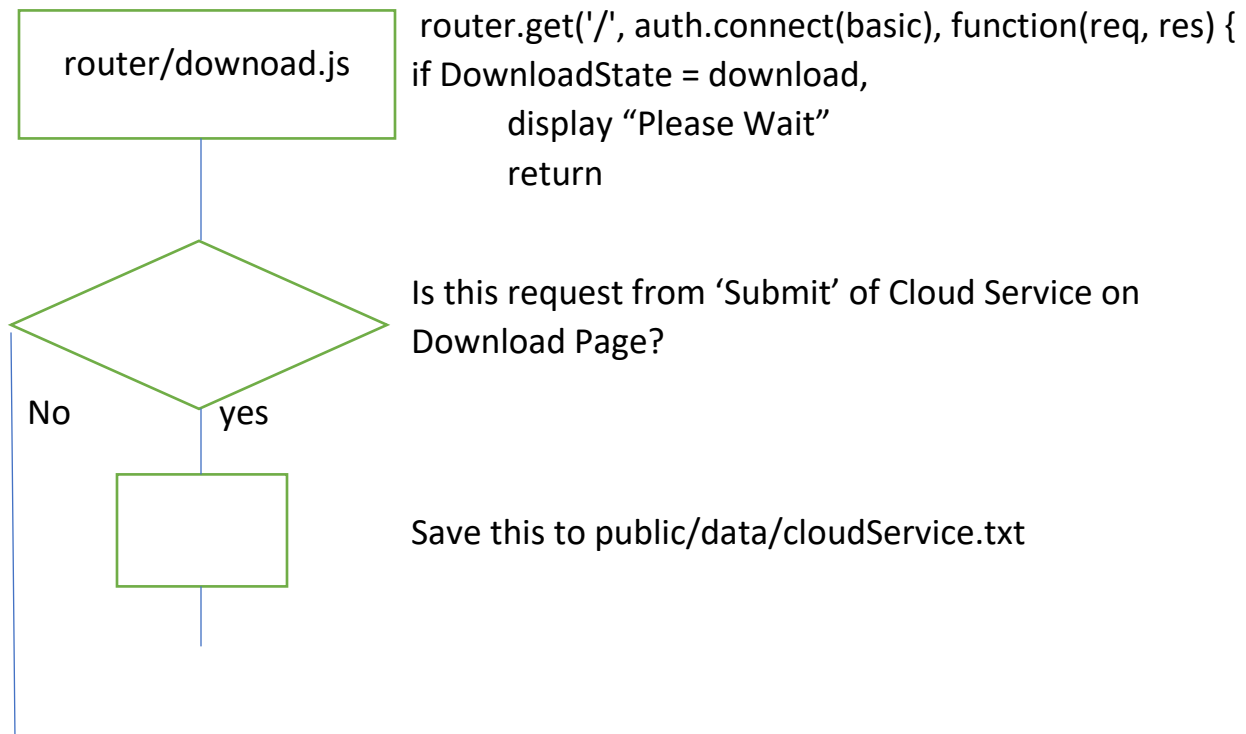 router/downoad.js
router.get('/', auth.connect(basic), function(req, res) {
if DownloadState = download,
display “Please Wait”
return
Is this request from ‘Submit’ of Cloud Service on
Download Page?
No
yes
Save this to public/data/cloudService.txt